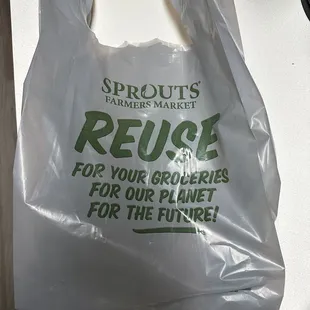 SPROUTS
FARMERS MARKET
REUSE
FOR YOUR GROCERIES
FOR OUR PLANET
FOR THE FUTURE!